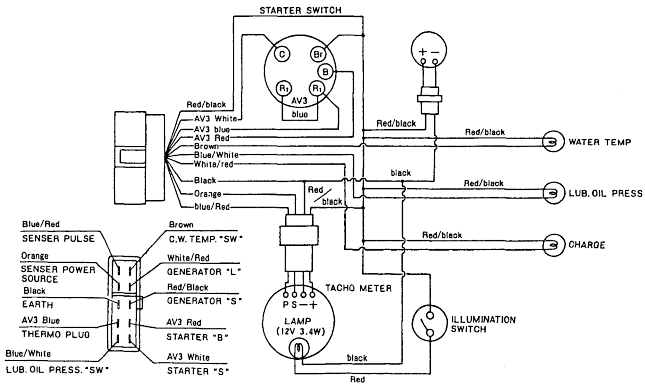 STARTER SWITCH
C
Br
B
R1
R1
AV3
blue
+ -
Red/black
AV3 White
AV3 blue
AV3 Red
Brown
Blue/White
White/red
Black
Orange
blue/Red
Red/black
Red/black
WATER TEMP
black
Red/black
LUB. OIL PRESS
Red
black
Red/black
CHARGE
Blue/Red
SENSER PULSE
Orange
SENSER POWER
SOURCE
Black
EARTH
AV3 Blue
THERMO PLUG
Blue/White
LUB. OIL PRESS. "SW"
Brown
C.W. TEMP. "SW"
White/Red
GENERATOR "L"
Red/Black
GENERATOR "S"
AV3 Red
STARTER "B"
AV3 White
STARTER "S"
TACHO METER
P S - +
LAMP
(12V 3.4W)
ILLUMINATION
SWITCH
black
Red